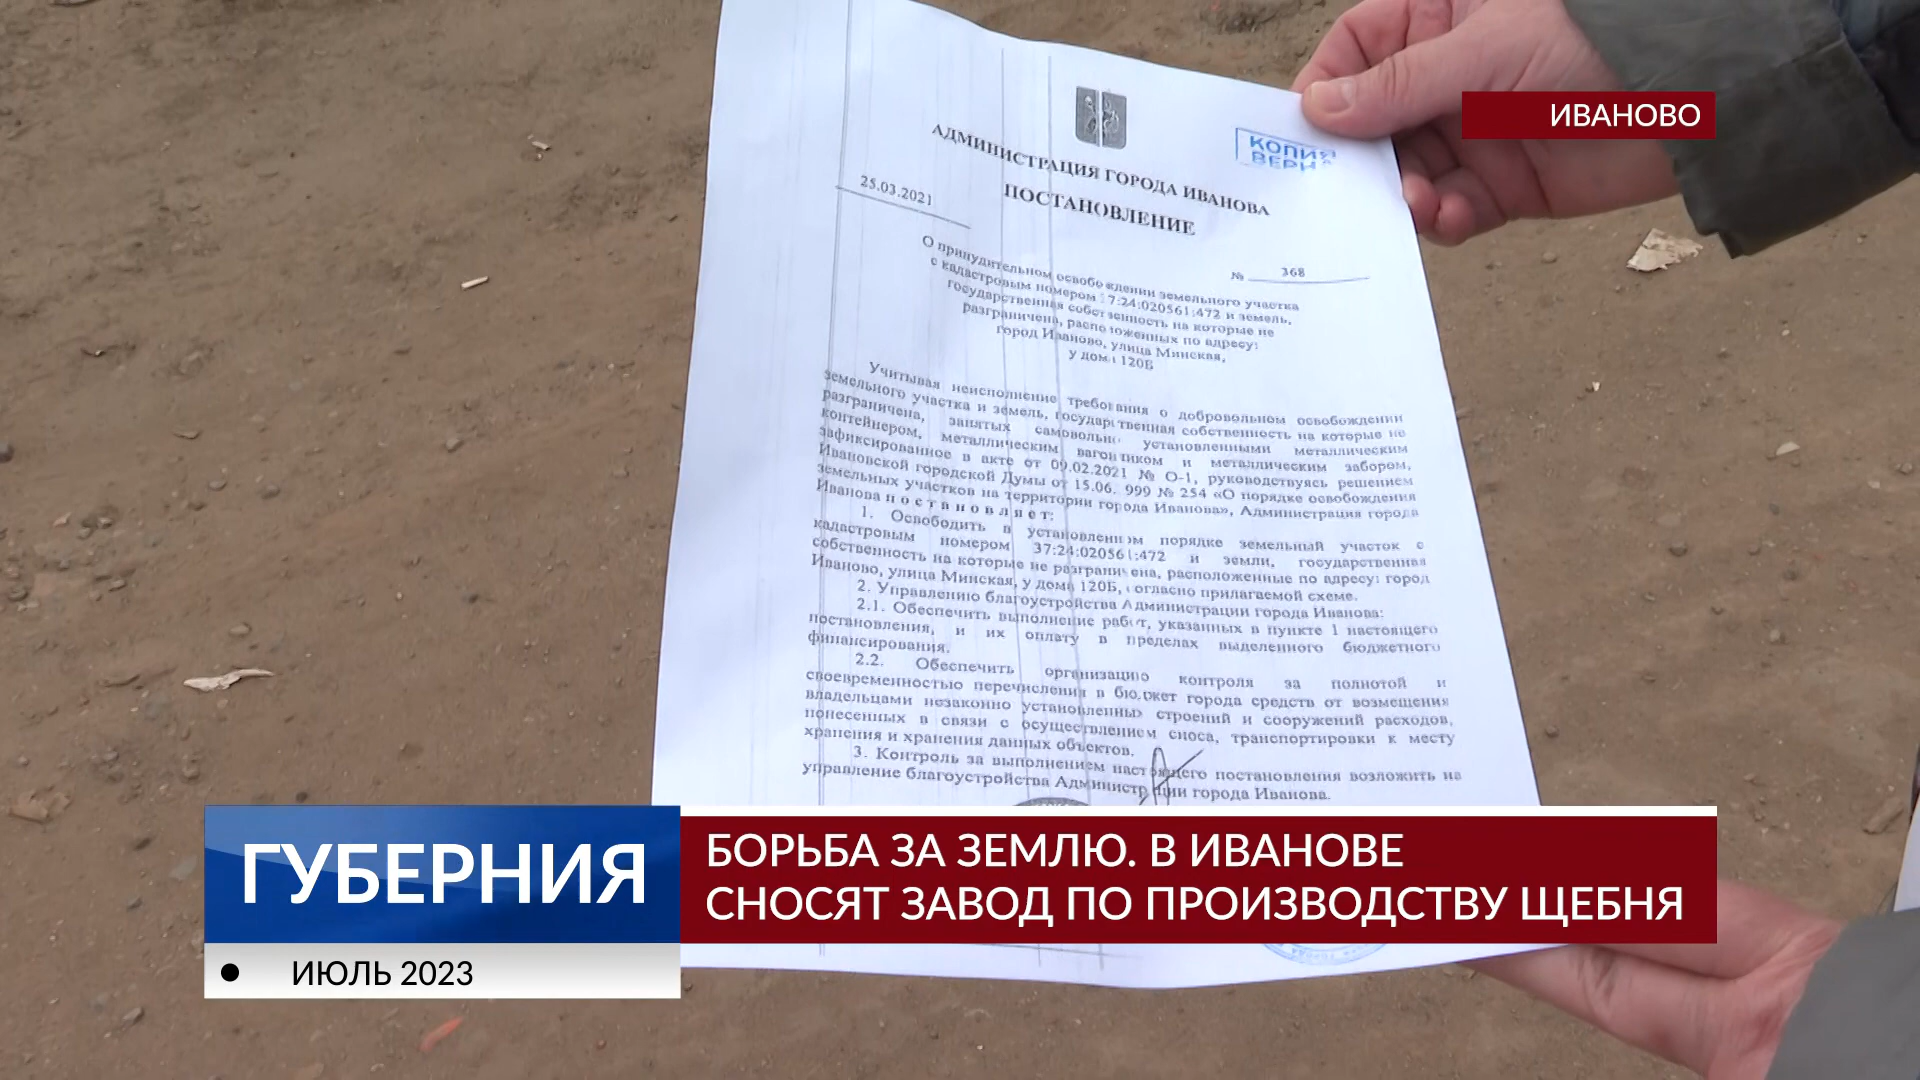 ИВАНОВО
КОПИЯ
ВЕРНА
АДМИНИСТРАЦИЯ ГОРОДА ИВАНОВА
ПОСТАНОВЛЕНИЕ
25.03.2021
№ 368
О принудительном освобождении земельного участка
с кадастровым номером 37:24:020561:472 и земель,
государственная собственность на которые не
разграничена, расположенных по адресу:
город Иваново, улица Минская,
у дома 120Б
Учитывая неисполнение требования о добровольном освобождении
земельного участка и земель, государственная собственность на которые не
разграничена, занятых самовольно установленными металлическим
контейнером, металлическим вагончиком и металлическим забором,
зафиксированное в акте от 09.02.2021 № О-1, руководствуясь решением
Ивановской городской Думы от 15.06.1999 № 254 «О порядке освобождения
земельных участков на территории города Иванова», Администрация города
Иванова п о с т а н о в л я е т:
1. Освободить в установленном порядке земельный участок с
кадастровым номером 37:24:020561:472 и земли, государственная
собственность на которые не разграничена, расположенные по адресу: город
Иваново, улица Минская, у дома 120Б, согласно прилагаемой схеме.
2. Управлению благоустройства Администрации города Иванова:
2.1. Обеспечить выполнение работ, указанных в пункте 1 настоящего
постановления, и их оплату в пределах выделенного бюджетного
финансирования.
2.2. Обеспечить организацию контроля за полнотой и
своевременностью перечисления в бюджет города средств от возмещения
владельцами незаконно установленных строений и сооружений расходов,
понесенных в связи с осуществлением сноса, транспортировки к месту
хранения и хранения данных объектов.
3. Контроль за выполнением настоящего постановления возложить на
управление благоустройства Администрации города Иванова.
ГУБЕРНИЯ
БОРЬБА ЗА ЗЕМЛЮ. В ИВАНОВЕ
СНОСЯТ ЗАВОД ПО ПРОИЗВОДСТВУ ЩЕБНЯ
ИЮЛЬ 2023